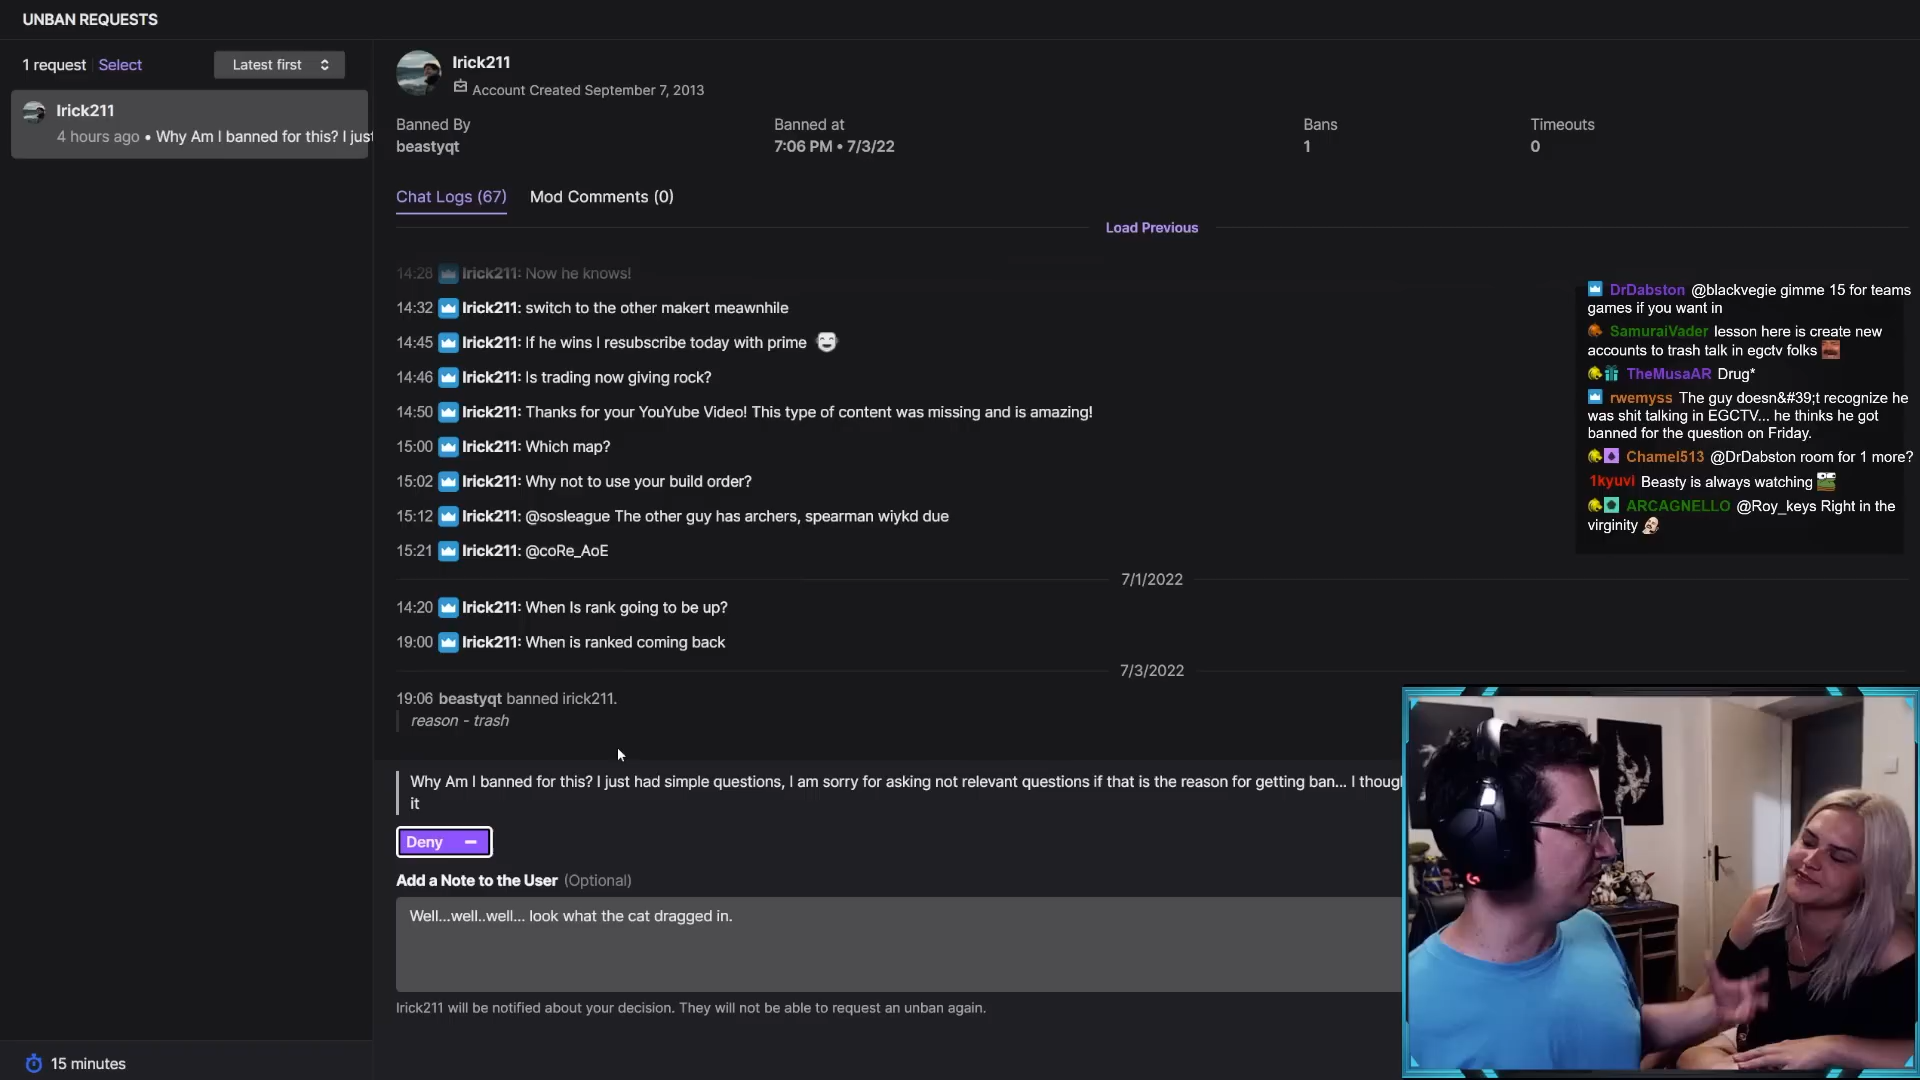 UNBAN REQUESTS
1 request Select Latest first
Irick211
4 hours ago • Why Am I banned for this? I just
15 minutes
Irick211
Account Created September 7, 2013
Banned By Banned at Bans Timeouts
beastyqt 7:06 PM • 7/3/22 1 0
Chat Logs (67) Mod Comments (0)
Load Previous
14:28 Irick211: Now he knows!
14:32 Irick211: switch to the other makert meawnhile
14:45 Irick211: If he wins I resubscribe today with prime
14:46 Irick211: Is trading now giving rock?
14:50 Irick211: Thanks for your YouYube Video! This type of content was missing and is amazing!
15:00 Irick211: Which map?
15:02 Irick211: Why not to use your build order?
15:12 Irick211: @sosleague The other guy has archers, spearman wiykd due
15:21 Irick211: @coRe_AoE
7/1/2022
14:20 Irick211: When Is rank going to be up?
19:00 Irick211: When is ranked coming back
7/3/2022
19:06 beastyqt banned irick211.
reason - trash
Why Am I banned for this? I just had simple questions, I am sorry for asking not relevant questions if that is the reason for getting ban... I thoug
it
Deny
Add a Note to the User (Optional)
Well...well..well... look what the cat dragged in.
Irick211 will be notified about your decision. They will not be able to request an unban again.
DrDabston @blackvegie gimme 15 for teams
games if you want in
SamuraiVader lesson here is create new
accounts to trash talk in egctv folks
TheMusaAR Drug*
rwemyss The guy doesn&#39;t recognize he
was shit talking in EGCTV... he thinks he got
banned for the question on Friday.
Chamel513 @DrDabston room for 1 more?
1kyuvi Beasty is always watching
ARCAGNELLO @Roy_keys Right in the
virginity